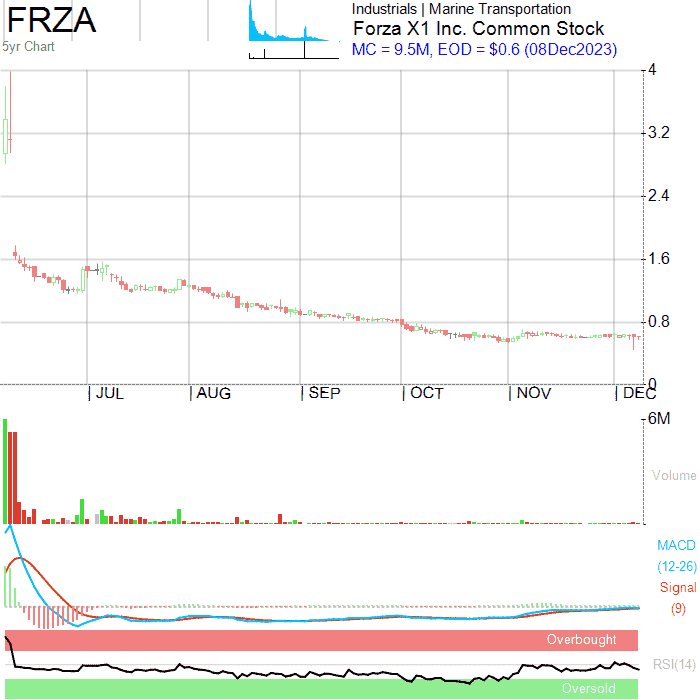 FRZA
5yr Chart
Industrials | Marine Transportation
Forza X1 Inc. Common Stock
MC = 9.5M, EOD = $0.6 (08Dec2023)
4
3.2
2.4
1.6
0.8
0
JUL AUG SEP OCT NOV DEC
6M
Volume
MACD
(12-26)
Signal
(9)
Overbought
RSI(14)
Oversold